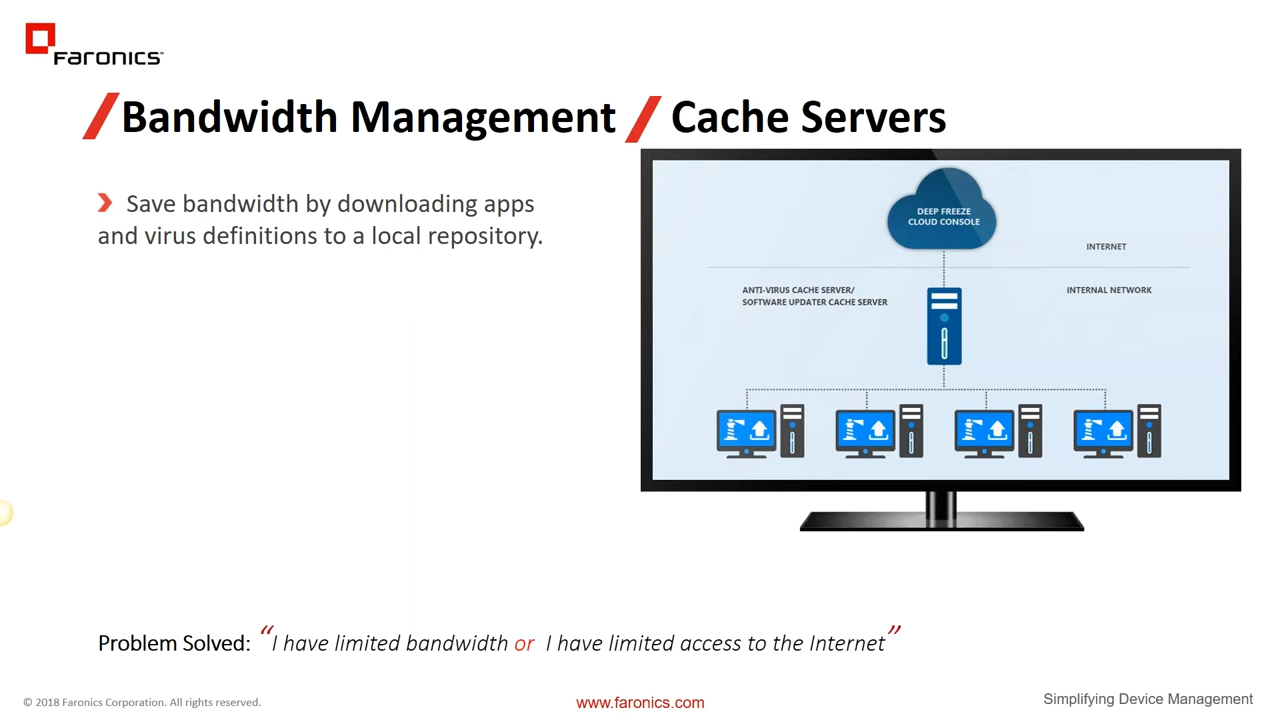 FARONICS™
Bandwidth Management / Cache Servers
Save bandwidth by downloading apps
and virus definitions to a local repository.
DEEP FREEZE
CLOUD CONSOLE
INTERNET
ANTI-VIRUS CACHE SERVER/
SOFTWARE UPDATER CACHE SERVER
INTERNAL NETWORK
Problem Solved: “I have limited bandwidth or I have limited access to the Internet”
© 2018 Faronics Corporation. All rights reserved.
www.faronics.com
Simplifying Device Management